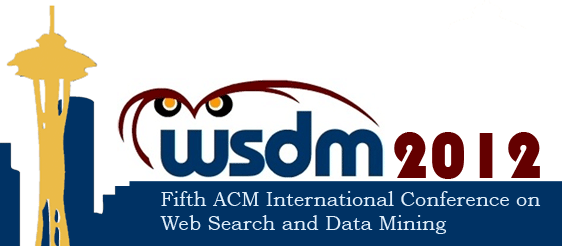 wsdm 2012
Fifth ACM International Conference on
Web Search and Data Mining